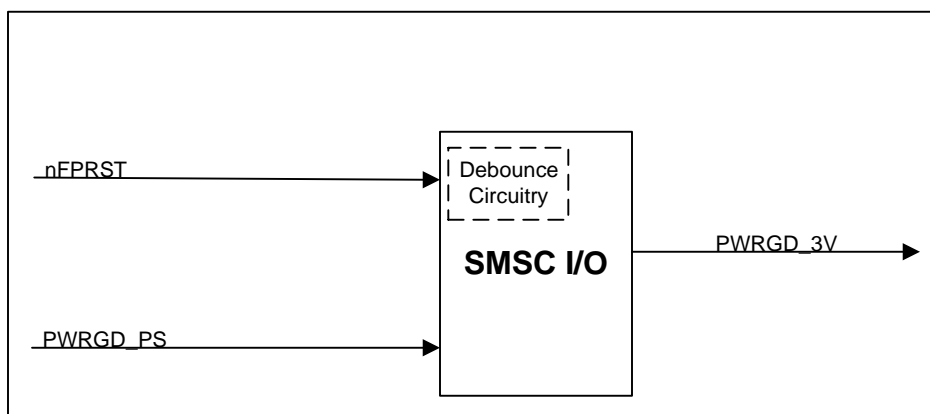 nFPRST
Debounce
Circuitry
SMSC I/O
PWRGD_3V
PWRGD_PS